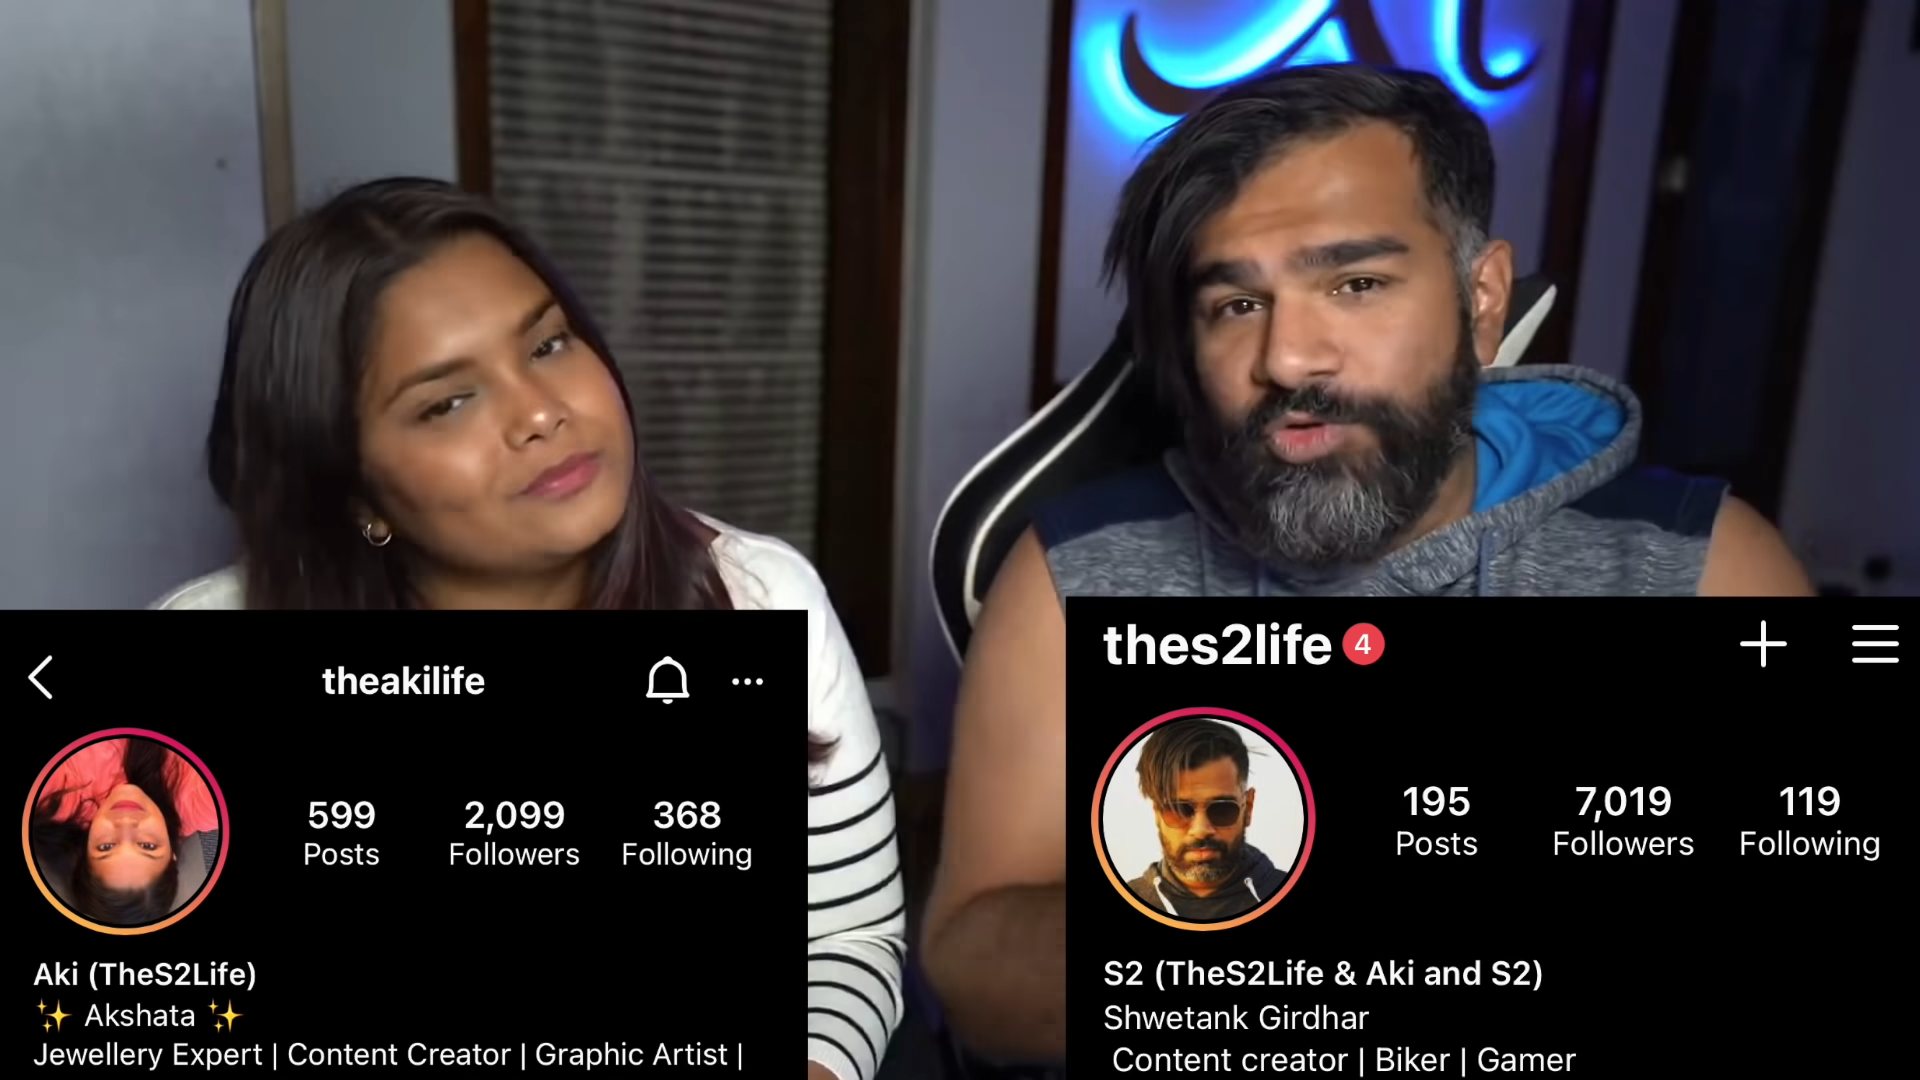 theakilife
599 2,099 368
Posts Followers Following
Aki (TheS2Life)
✨ Akshata ✨
Jewellery Expert | Content Creator | Graphic Artist |
thes2life 4
195 7,019 119
Posts Followers Following
S2 (TheS2Life & Aki and S2)
Shwetank Girdhar
Content creator | Biker | Gamer